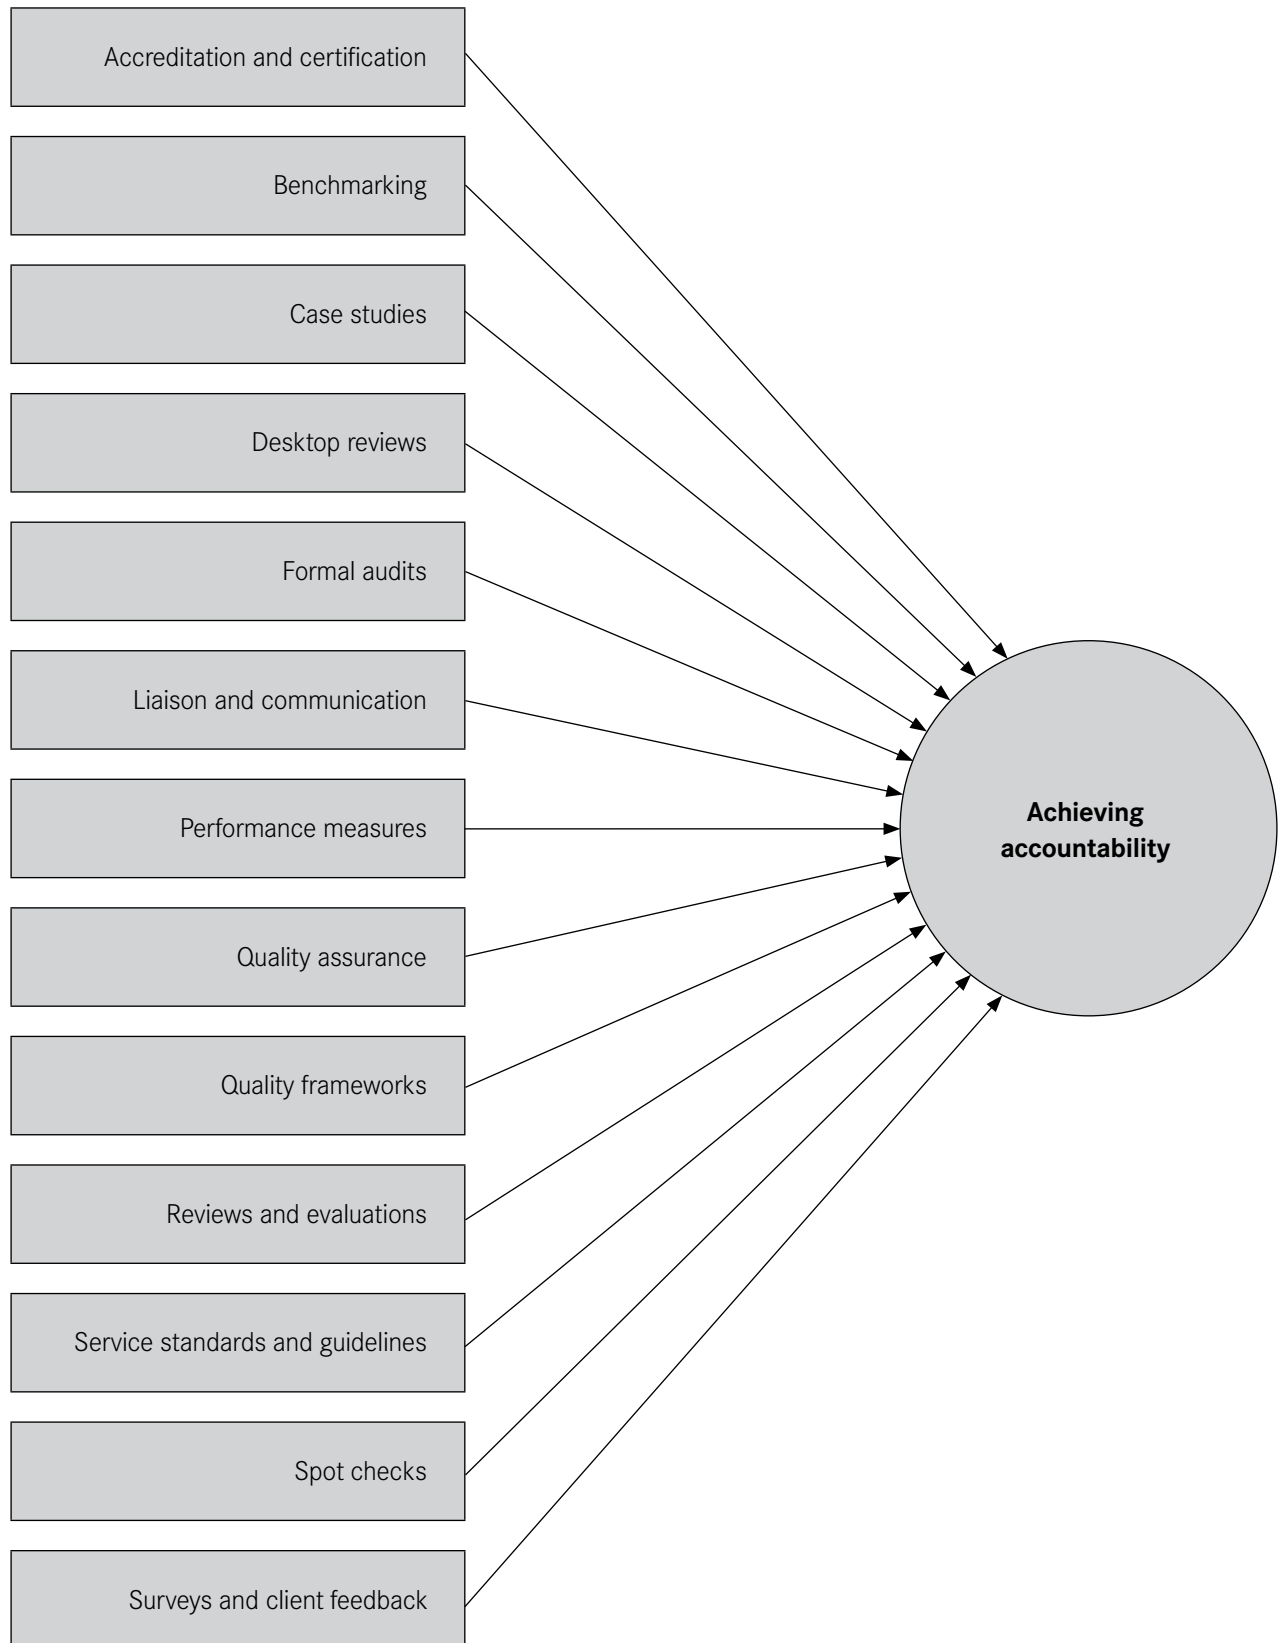 Accreditation and certification
Benchmarking
Case studies
Desktop reviews
Formal audits
Liaison and communication
Performance measures
Achieving
accountability
Quality assurance
Quality frameworks
Reviews and evaluations
Service standards and guidelines
Spot checks
Surveys and client feedback